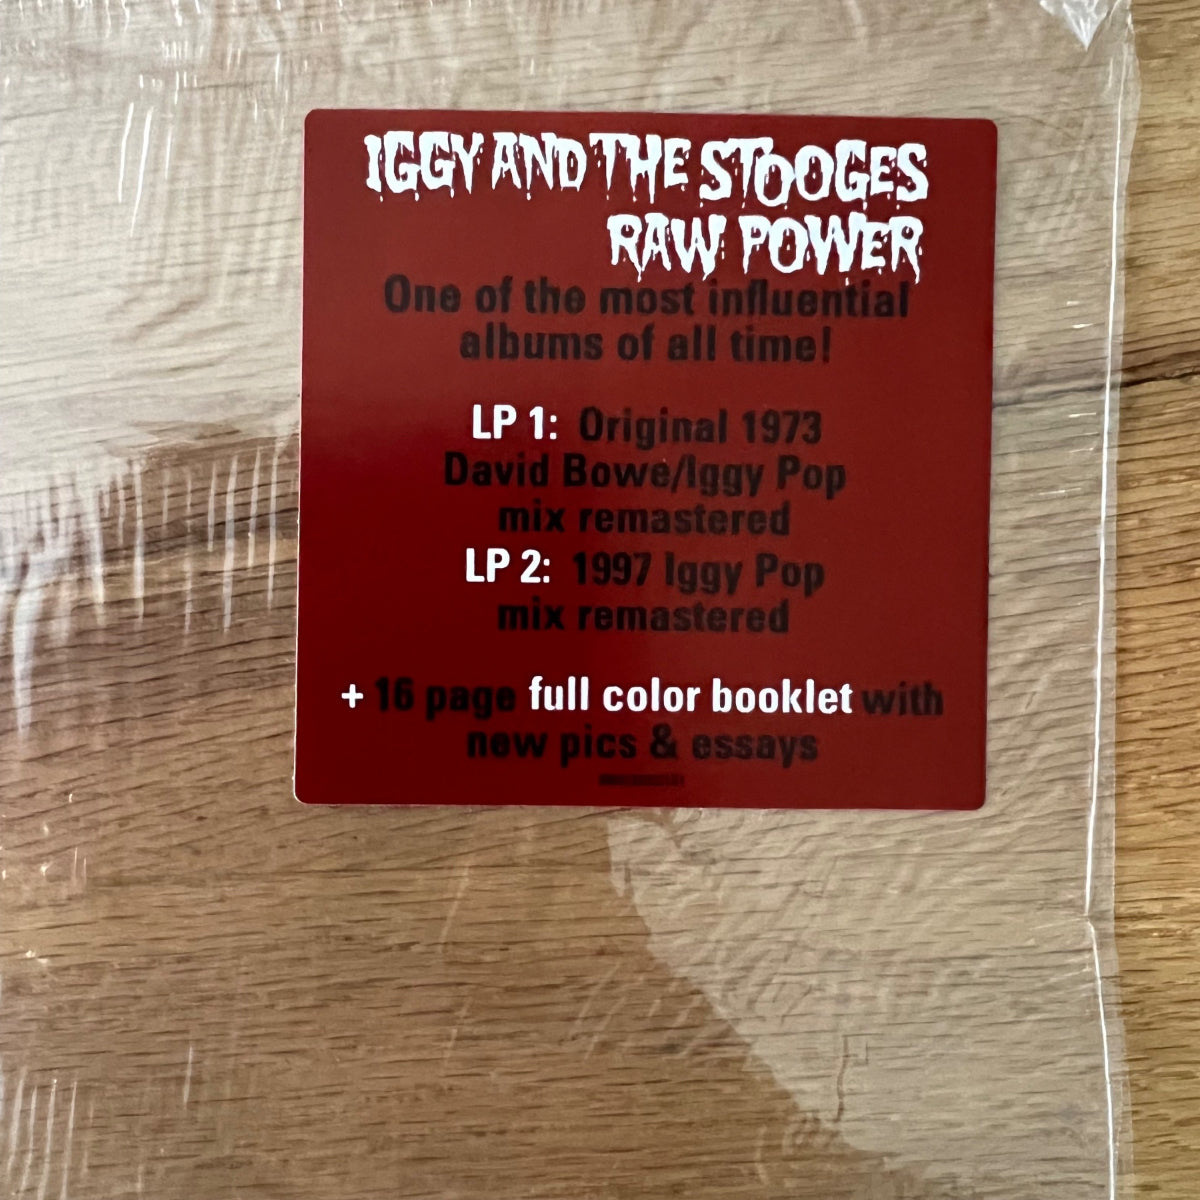 IGGY AND THE STOOGES
RAW POWER
One of the most influential
albums of all time!
LP 1: Original 1973
David Bowe/Iggy Pop
mix remastered
LP 2: 1997 Iggy Pop
mix remastered
+ 16 page full color booklet with
new pics & essays